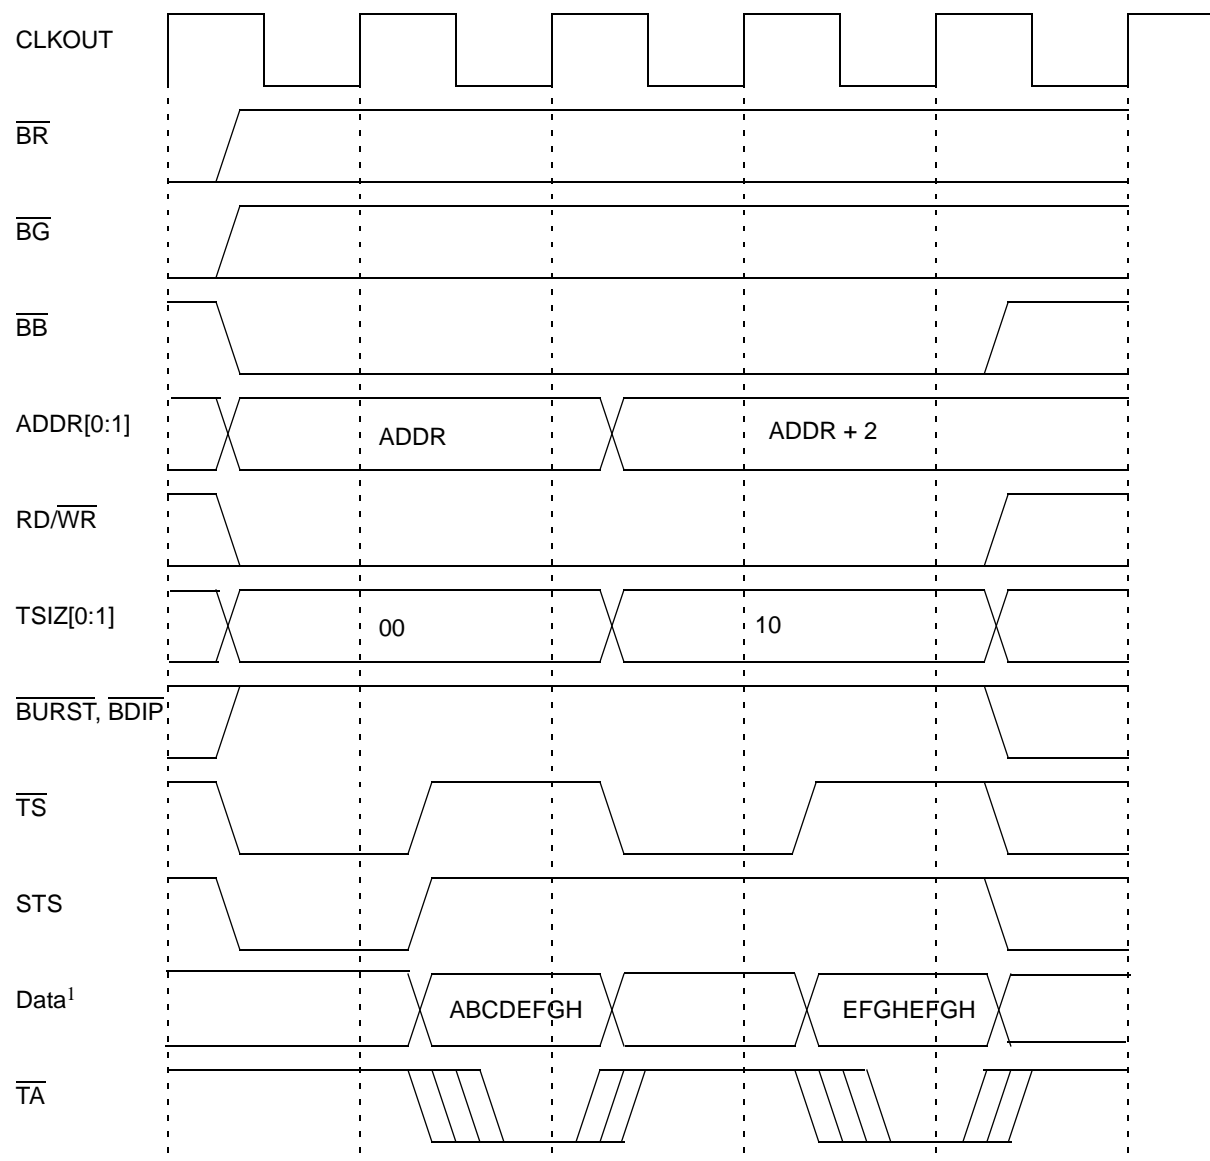 CLKOUT
BR
BG
BB
ADDR[0:1]
ADDR
ADDR + 2
RD/WR
TSIZ[0:1]
00
10
BURST, BDIP
TS
STS
Data1
ABCDEFGH
EFGHEFGH
TA